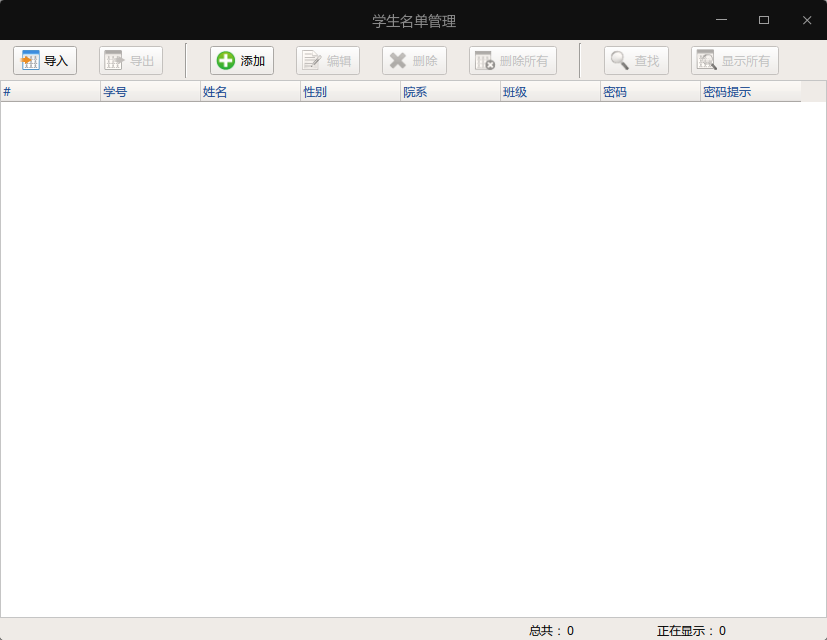 学生名单管理
导入 导出 添加 编辑 删除 删除所有 查找 显示所有
# 学号 姓名 性别 院系 班级 密码 密码提示
总共：0 正在显示：0